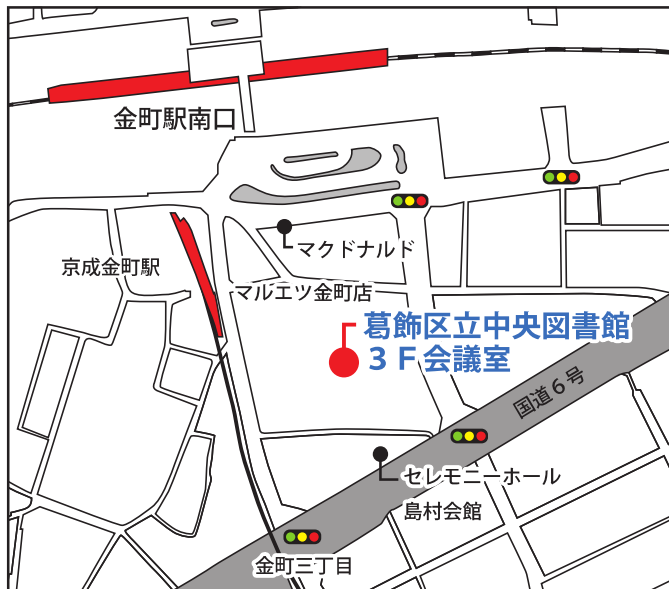 金町駅南口
マクドナルド
京成金町駅
マルエツ金町店
葛飾区立中央図書館
３Ｆ会議室
国道６号
セレモニーホール
島村会館
金町三丁目